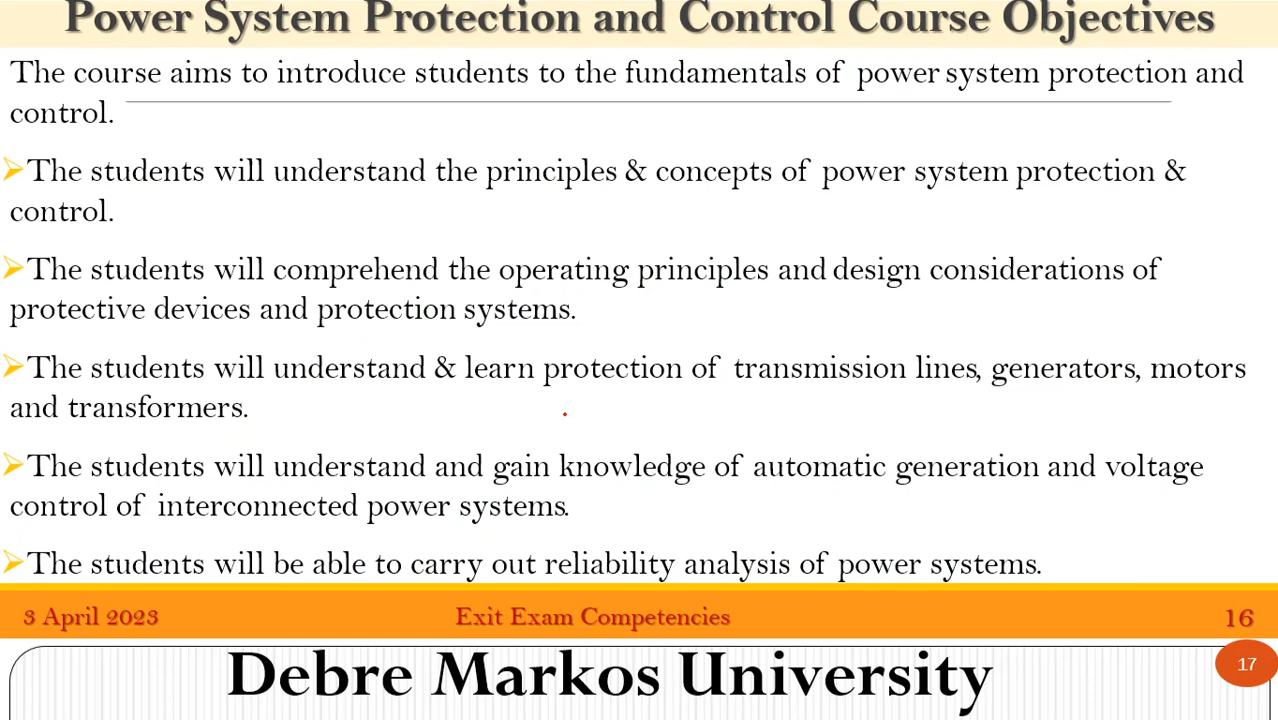 Power System Protection and Control Course Objectives
The course aims to introduce students to the fundamentals of power system protection and
control.
➢The students will understand the principles & concepts of power system protection &
control.
➢The students will comprehend the operating principles and design considerations of
protective devices and protection systems.
➢The students will understand & learn protection of transmission lines, generators, motors
and transformers.
➢The students will understand and gain knowledge of automatic generation and voltage
control of interconnected power systems.
➢The students will be able to carry out reliability analysis of power systems.
3 April 2023 Exit Exam Competencies 16
Debre Markos University 17